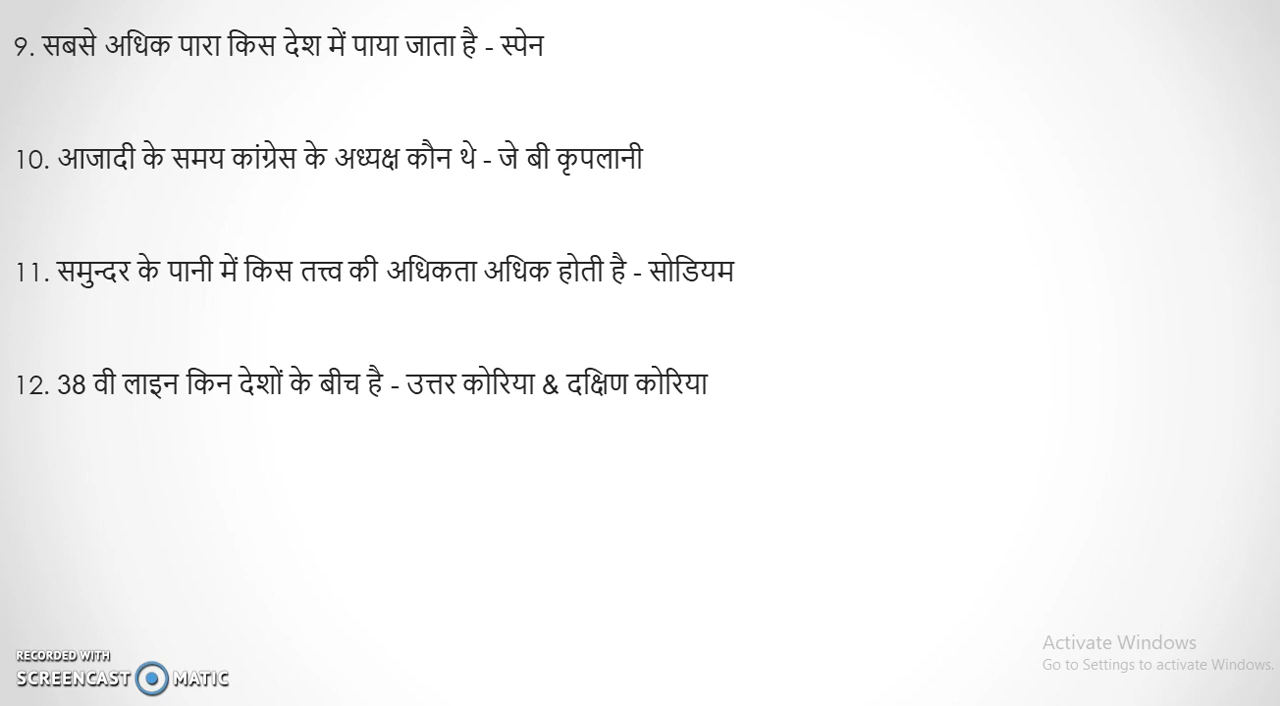 9. सबसे अधिक पारा किस देश में पाया जाता है - स्पेन
10. आजादी के समय कांग्रेस के अध्यक्ष कौन थे - जे बी कृपलानी
11. समुन्दर के पानी में किस तत्त्व की अधिकता अधिक होती है - सोडियम
12. 38 वी लाइन किन देशों के बीच है - उत्तर कोरिया & दक्षिण कोरिया
Activate Windows
Go to Settings to activate Windows.
RECORDED WITH
SCREENCAST MATIC